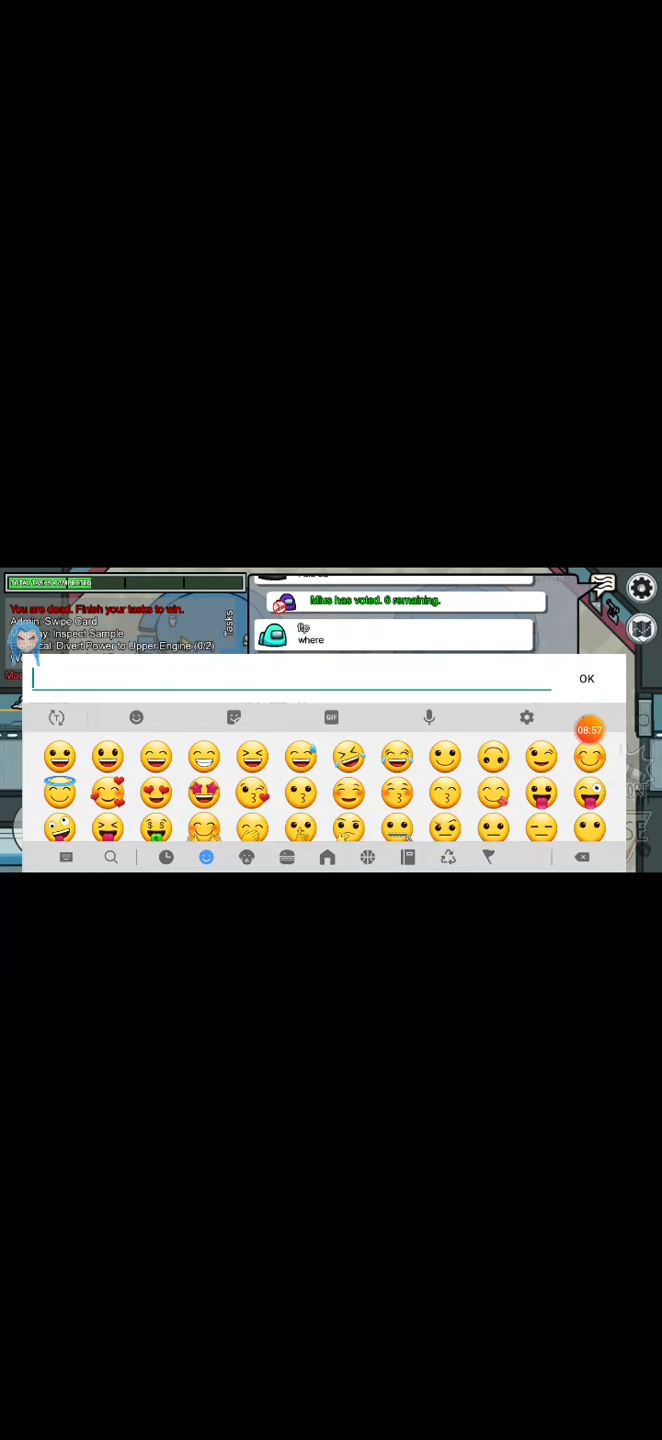 TOTAL TASKS COMPLETED
You are dead. Finish your tasks to win.
Admin: Swipe Card
Inspect Sample
Divert Power to Upper Engine (0/2)
Tasks
Mius has voted. 6 remaining.
where
OK
GIF
08:57